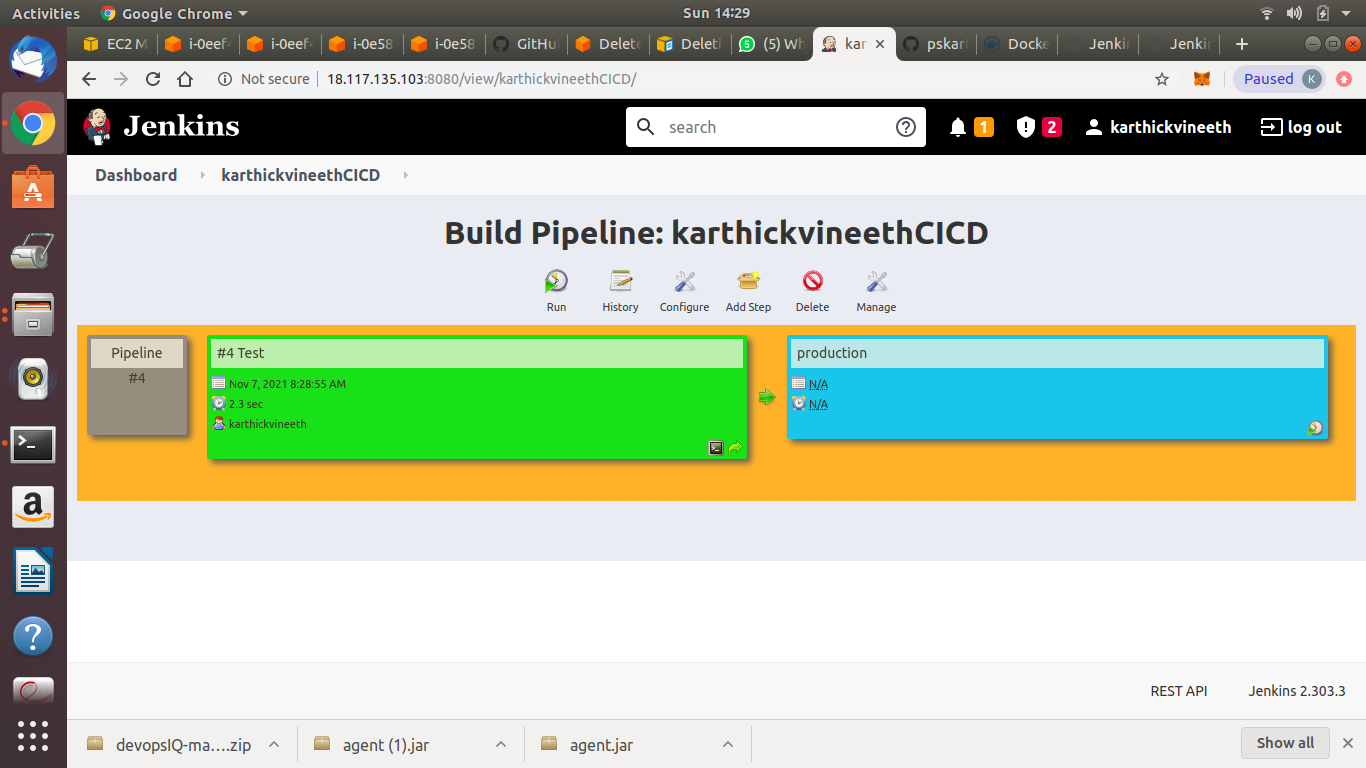 Activities
Google Chrome
Sun 14:29
EC2 M
i-0eef4
i-0eef4
i-0e58
i-0e58
GitHu
Delete
Deleti
(5) Wh
kar
pskar
Docke
Jenki
Jenkin
Not secure
18.117.135.103:8080/view/karthickvineethCICD/
Paused
K
Jenkins
search
1
2
karthickvineeth
log out
Dashboard
karthickvineethCICD
Build Pipeline: karthickvineethCICD
Run
History
Configure
Add Step
Delete
Manage
Pipeline
#4
#4 Test
Nov 7, 2021 8:28:55 AM
2.3 sec
karthickvineeth
production
N/A
N/A
REST API
Jenkins 2.303.3
devopsIQ-ma....zip
agent (1).jar
agent.jar
Show all